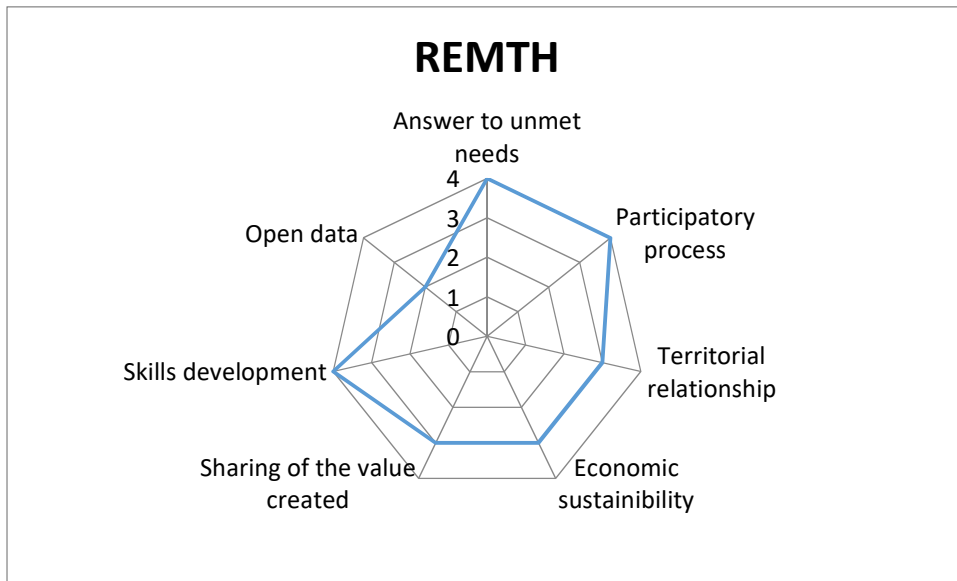 REMTH
Answer to unmet
needs
4
3
2
1
0
Participatory
process
Territorial
relationship
Economic
sustainibility
Sharing of the value
created
Skills development
Open data